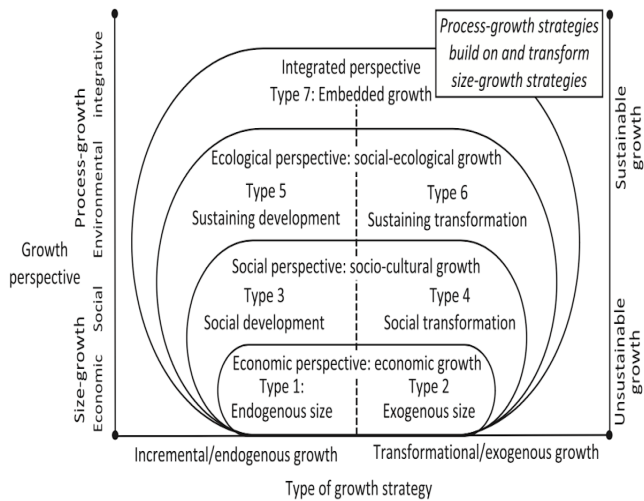 Process-growth strategies
build on and transform
size-growth strategies
Integrated perspective
Type 7: Embedded growth
Ecological perspective: social-ecological growth
Type 5
Sustaining development
Type 6
Sustaining transformation
Social perspective: socio-cultural growth
Type 3
Social development
Type 4
Social transformation
Economic perspective: economic growth
Type 1:
Endogenous size
Type 2
Exogenous size
Growth
perspective
Process-growth
Size-growth
integrative
Environmental
Social
Economic
Sustainable
growth
Unsustainable
growth
Incremental/endogenous growth
Transformational/exogenous growth
Type of growth strategy